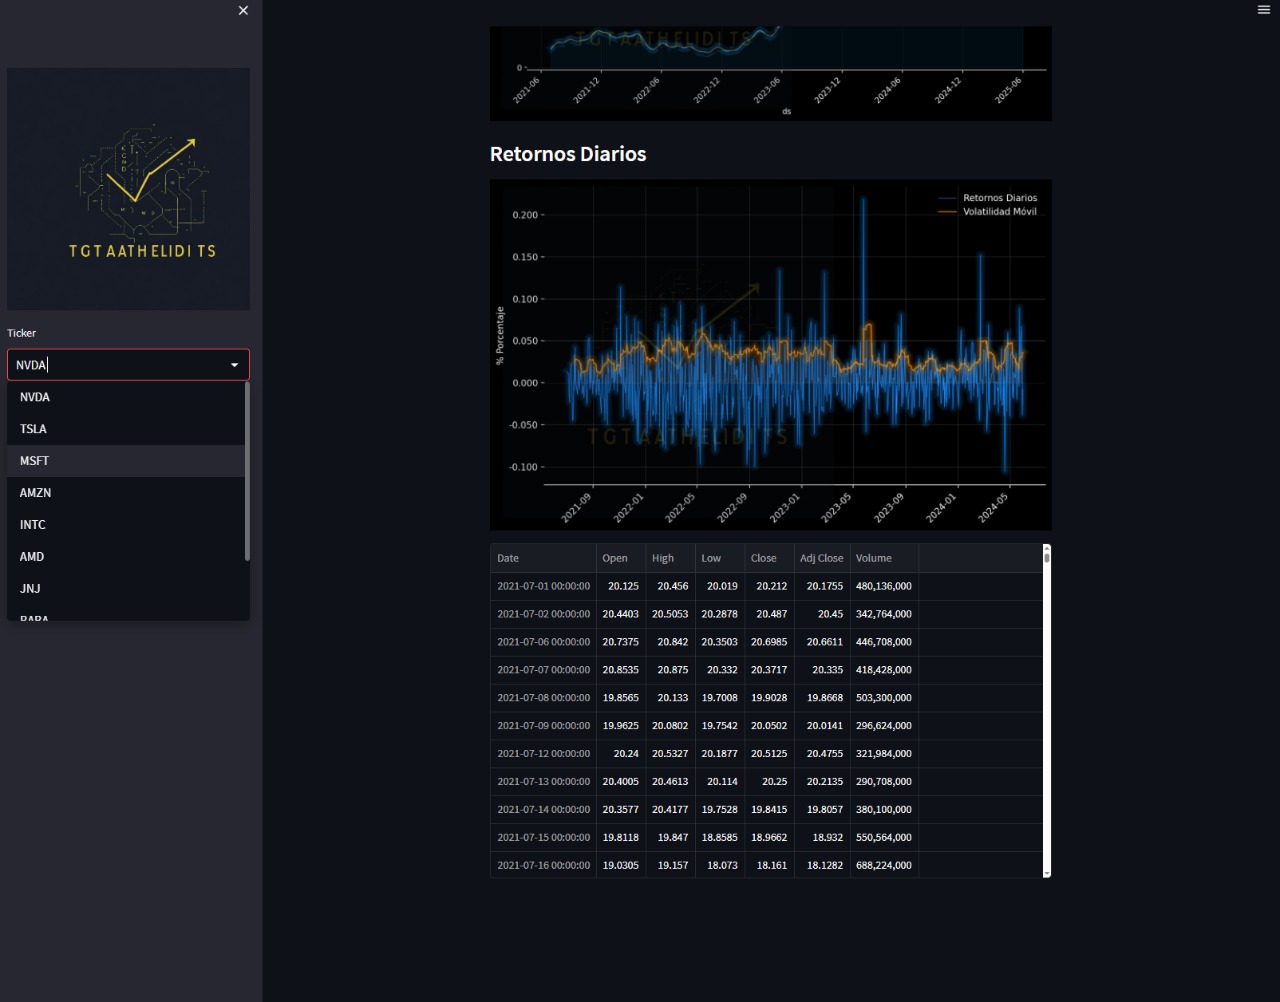 TGTAATHELIDITS
Ticker
NVDA
NVDA
TSLA
MSFT
AMZN
INTC
AMD
JNJ
BABA
TGTAATHELIDITS
0
2021-06 2021-12 2022-06 2022-12 2023-06 2023-12 2024-06 2024-12 2025-06
ds
Retornos Diarios
Retornos Diarios
Volatilidad Móvil
% Porcentaje
0.200
0.150
0.100
0.050
0.000
-0.050
-0.100
TGTAATHELIDITS
2021-09 2022-01 2022-05 2022-09 2023-01 2023-05 2023-09 2024-01 2024-05
Date Open High Low Close Adj Close Volume
2021-07-01 00:00:00 20.125 20.456 20.019 20.212 20.1755 480,136,000
2021-07-02 00:00:00 20.4403 20.5053 20.2878 20.487 20.45 342,764,000
2021-07-06 00:00:00 20.7375 20.842 20.3503 20.6985 20.6611 446,708,000
2021-07-07 00:00:00 20.8535 20.875 20.332 20.3717 20.335 418,428,000
2021-07-08 00:00:00 19.8565 20.133 19.7008 19.9028 19.8668 503,300,000
2021-07-09 00:00:00 19.9625 20.0802 19.7542 20.0502 20.0141 296,624,000
2021-07-12 00:00:00 20.24 20.5327 20.1877 20.5125 20.4755 321,984,000
2021-07-13 00:00:00 20.4005 20.4613 20.114 20.25 20.2135 290,708,000
2021-07-14 00:00:00 20.3577 20.4177 19.7528 19.8415 19.8057 380,100,000
2021-07-15 00:00:00 19.8118 19.847 18.8585 18.9662 18.932 550,564,000
2021-07-16 00:00:00 19.0305 19.157 18.073 18.161 18.1282 688,224,000